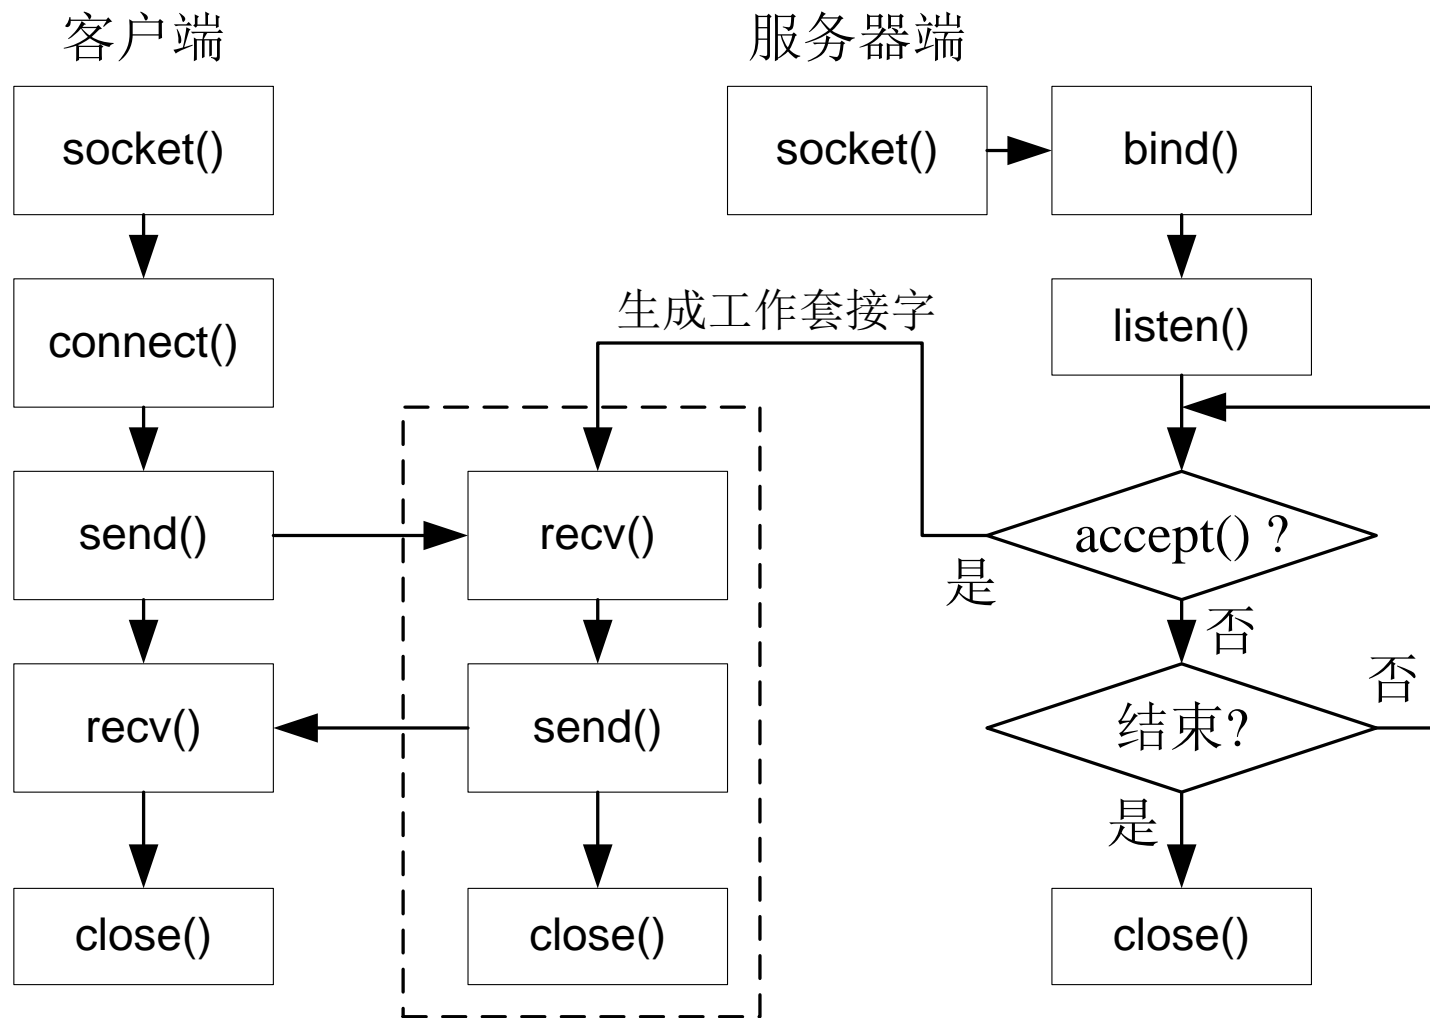 客户端
服务器端
socket()
socket()
bind()
connect()
生成工作套接字
listen()
send()
recv()
accept() ?
是
否
recv()
send()
结束?
否
是
close()
close()
close()